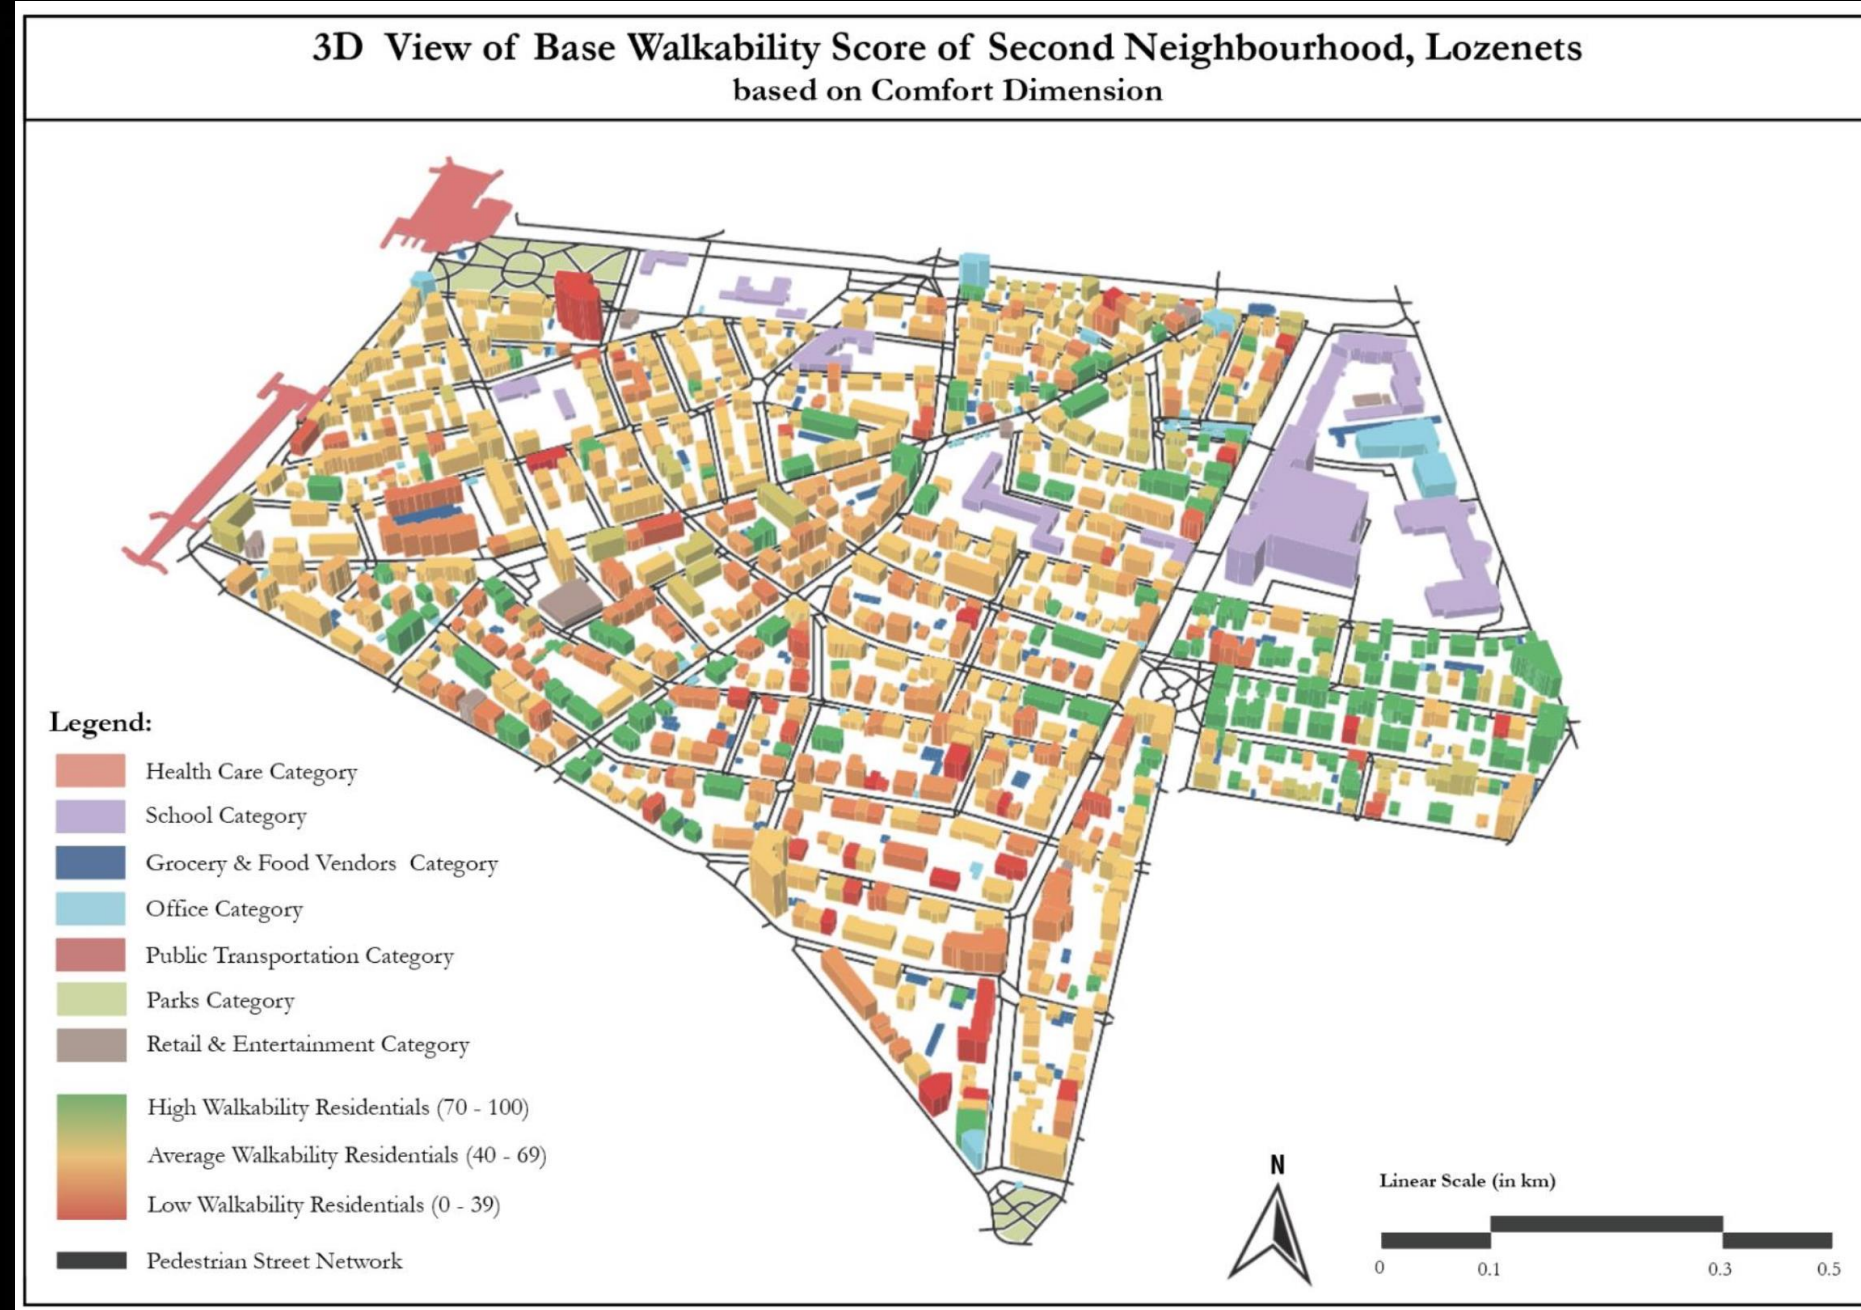 3D View of Base Walkability Score of Second Neighbourhood, Lozenets
based on Comfort Dimension
Legend:
Health Care Category
School Category
Grocery & Food Vendors Category
Office Category
Public Transportation Category
Parks Category
Retail & Entertainment Category
High Walkability Residentials (70 - 100)
Average Walkability Residentials (40 - 69)
Low Walkability Residentials (0 - 39)
Pedestrian Street Network
N
Linear Scale (in km)
0 0.1 0.3 0.5